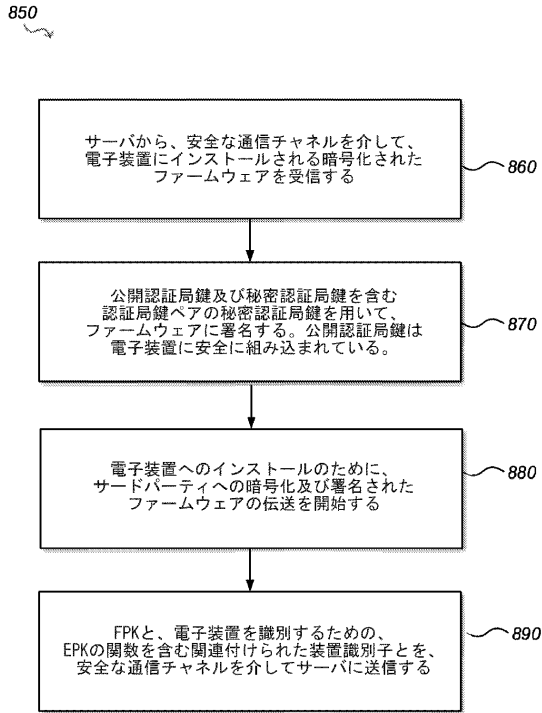 850
サーバから、安全な通信チャネルを介して、
電子装置にインストールされる暗号化された
ファームウェアを受信する
860
公開認証局鍵及び秘密認証局鍵を含む
認証局鍵ペアの秘密認証局鍵を用いて、
ファームウェアに署名する。公開認証局鍵は
電子装置に安全に組み込まれている。
870
電子装置へのインストールのために、
サードパーティへの暗号化及び署名された
ファームウェアの伝送を開始する
880
FPKと、電子装置を識別するための、
EPKの関数を含む関連付けられた装置識別子とを、
安全な通信チャネルを介してサーバに送信する
890